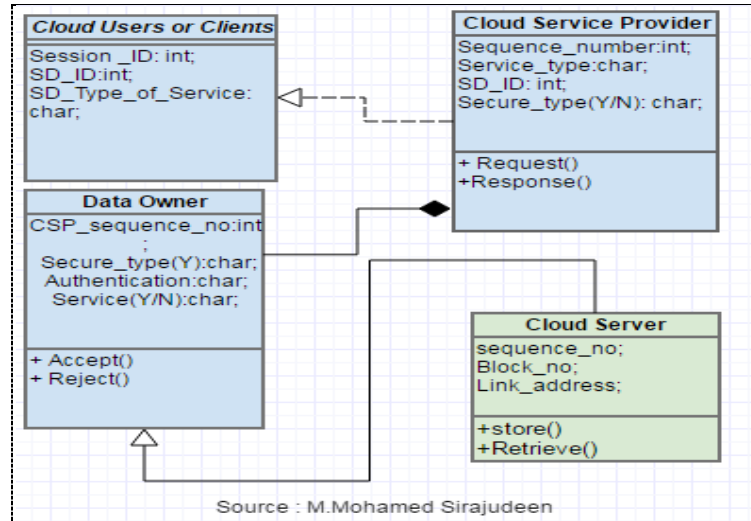 Cloud Users or Clients
Session _ID: int;
SD_ID:int;
SD_Type_of_Service:
char;
Cloud Service Provider
Sequence_number:int;
Service_type:char;
SD_ID: int;
Secure_type(Y/N): char;
+ Request()
+Response()
Data Owner
CSP_sequence_no:int
;
Secure_type(Y):char;
Authentication:char;
Service(Y/N):char;
+ Accept()
+ Reject()
Cloud Server
sequence_no;
Block_no;
Link_address;
+store()
+Retrieve()
Source : M.Mohamed Sirajudeen